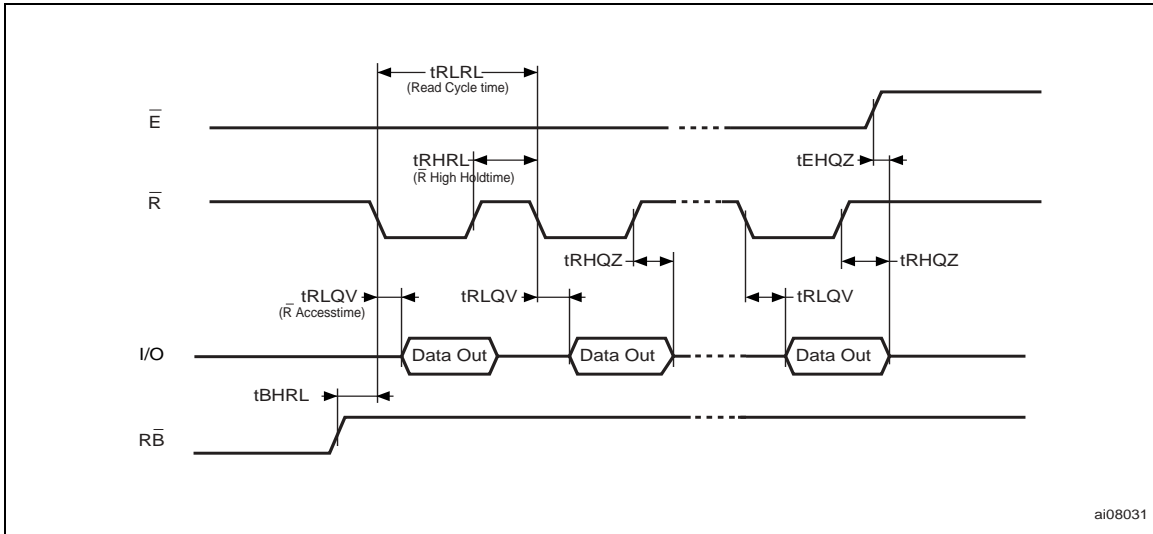 tRLRL
(Read Cycle time)
E̅
tRHRL
(R̅ High Holdtime)
tEHQZ
R̅
tRHQZ
tRHQZ
tRLQV
(R̅ Accesstime)
tRLQV
tRLQV
I/O
Data Out
Data Out
Data Out
tBHRL
RB̅
ai08031